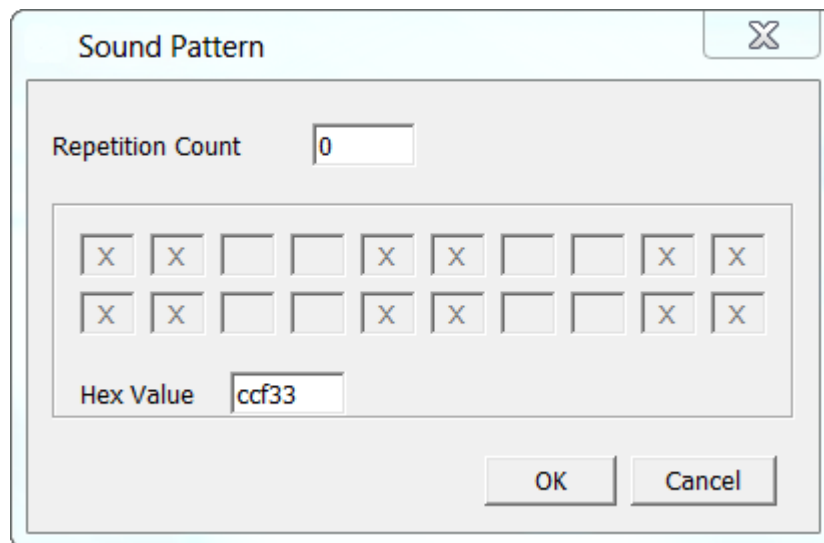 Sound Pattern
Repetition Count 0
X X X X X X
X X X X X X
Hex Value ccf33
OK Cancel